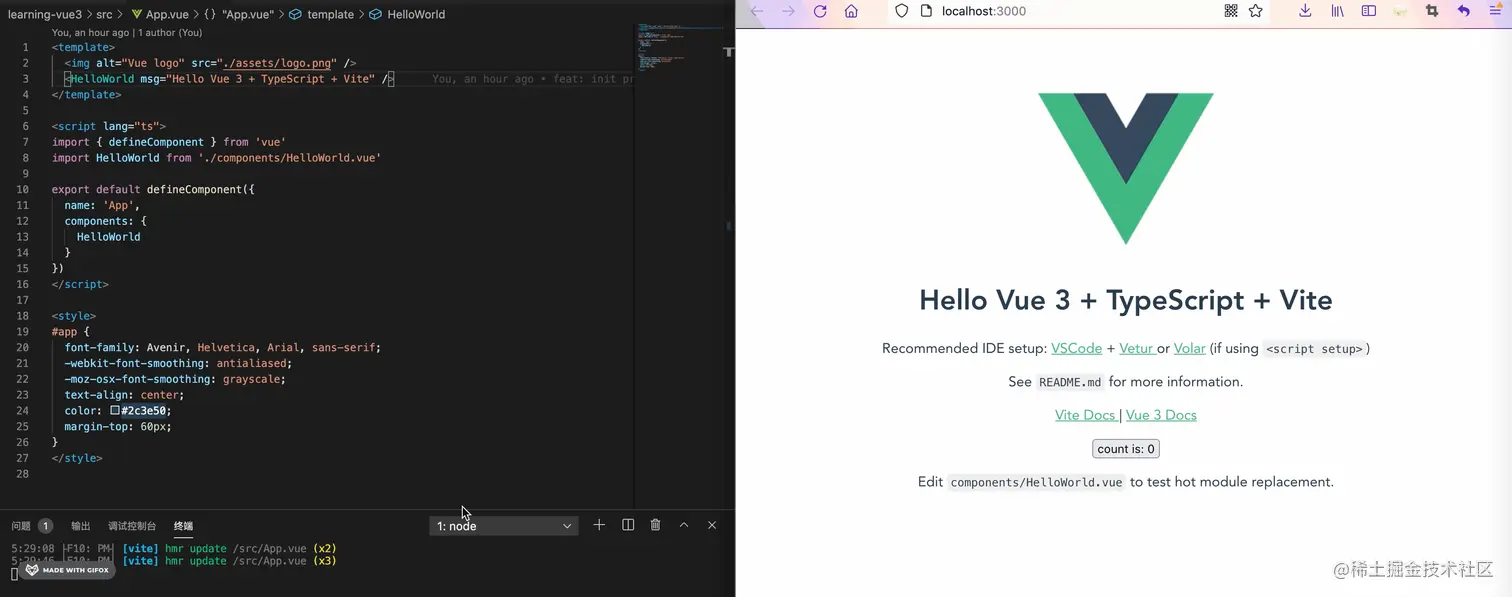 learning-vue3 > src > App.vue > {} "App.vue" > template > HelloWorld
You, an hour ago | 1 author (You)
1 <template>
2 <img alt="Vue logo" src="./assets/logo.png" />
3 <HelloWorld msg="Hello Vue 3 + TypeScript + Vite" /> You, an hour ago • feat: init pr
4 </template>
5
6 <script lang="ts">
7 import { defineComponent } from 'vue'
8 import HelloWorld from './components/HelloWorld.vue'
9
10 export default defineComponent({
11 name: 'App',
12 components: {
13 HelloWorld
14 }
15 })
16 </script>
17
18 <style>
19 #app {
20 font-family: Avenir, Helvetica, Arial, sans-serif;
21 -webkit-font-smoothing: antialiased;
22 -moz-osx-font-smoothing: grayscale;
23 text-align: center;
24 color: #2c3e50;
25 margin-top: 60px;
26 }
27 </style>
28
问题 1 输出 调试控制台 终端 1: node
5:29:08 ├F10: PM┤ [vite] hmr update /src/App.vue (x2)
5:29:46 PM [vite] hmr update /src/App.vue (x3)
MADE WITH GIFOX
localhost:3000
Hello Vue 3 + TypeScript + Vite
Recommended IDE setup: VSCode + Vetur or Volar (if using <script setup>)
See README.md for more information.
Vite Docs | Vue 3 Docs
count is: 0
Edit components/HelloWorld.vue to test hot module replacement.
@稀土掘金技术社区